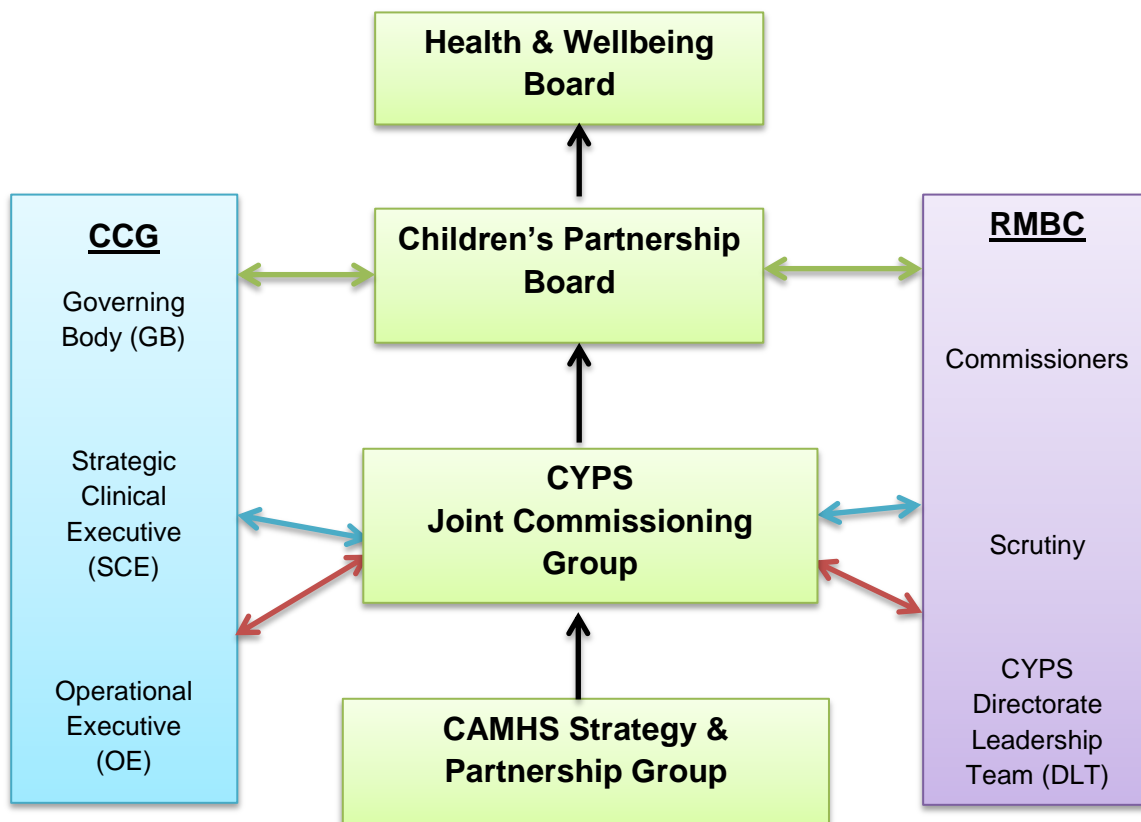 Health & Wellbeing
Board
CCG
Governing
Body (GB)
Strategic
Clinical
Executive
(SCE)
Operational
Executive
(OE)
Children’s Partnership
Board
CYPS
Joint Commissioning
Group
CAMHS Strategy &
Partnership Group
RMBC
Commissioners
Scrutiny
CYPS
Directorate
Leadership
Team (DLT)